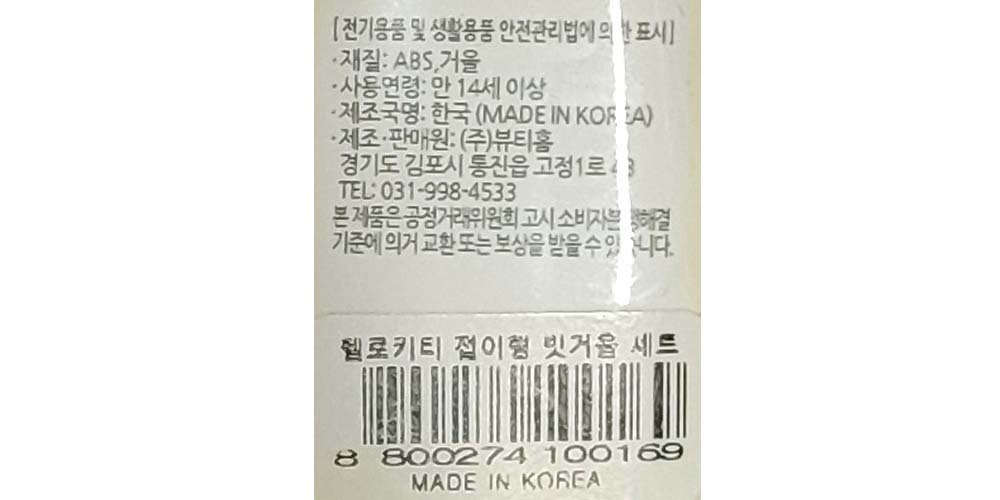 [전기용품 및 생활용품 안전관리법에 의한 표시]
·재질: ABS,거울
·사용연령: 만 14세 이상
·제조국명: 한국 (MADE IN KOREA)
·제조·판매원: (주)뷰티홈
경기도 김포시 통진읍 고정1로
TEL: 031-998-4533
본 제품은 공정거래위원회 고시 소비자분쟁해결
기준에 의거 교환 또는 보상을 받을 수 있습니다.
헬로키티 접이형 빗거울 세트
8 800274 100169
MADE IN KOREA